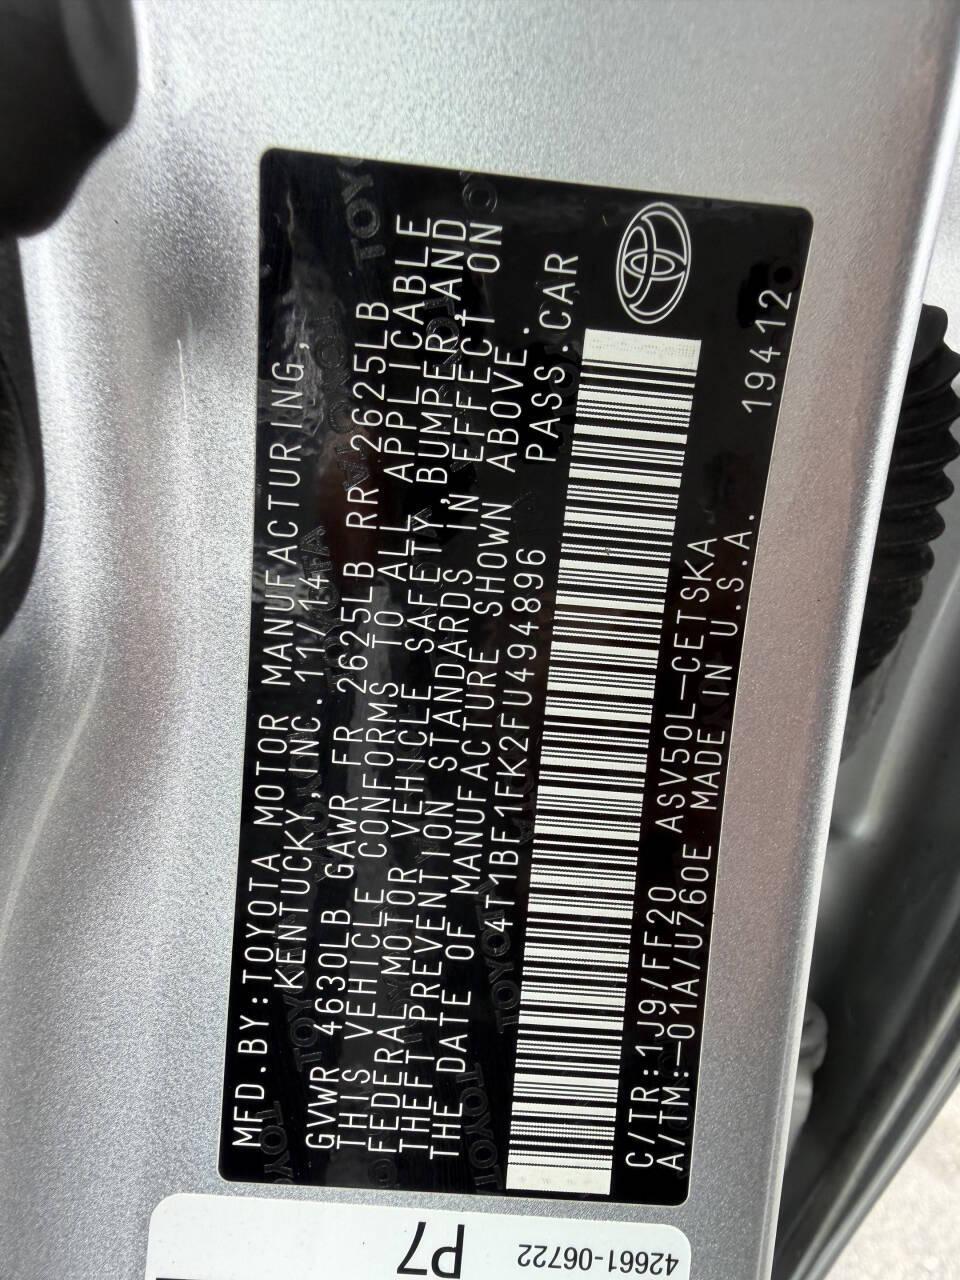 MFD.BY:TOYOTA MOTOR MANUFACTURING,
KENTUCKY,INC. 11/14
GVWR 4630LB GAWR FR 2625LB RR 2625LB
THIS VEHICLE CONFORMS TO ALL APPLICABLE
FEDERAL MOTOR VEHICLE SAFETY,BUMPER,AND
THEFT PREVENTION STANDARDS IN EFFECT ON
THE DATE OF MANUFACTURE SHOWN ABOVE.
4T1BF1FK2FU494896 PASS.CAR
C/TR:1J9/FF20 ASV50L-CETSKA
A/TM:-01A/U760E MADE IN U.S.A. 19412
P7
42661-06722